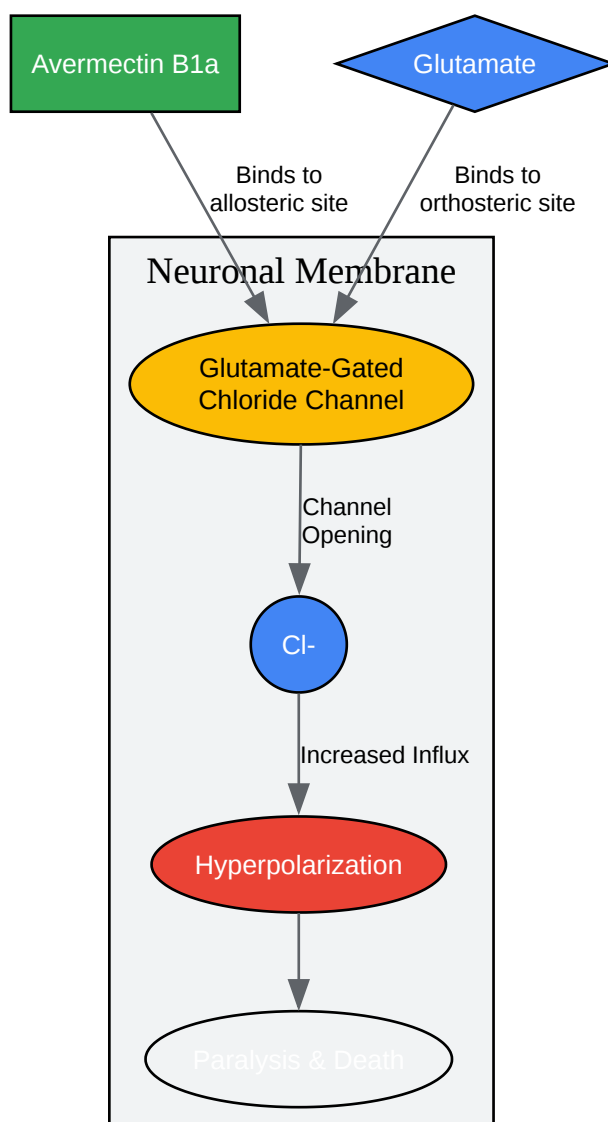 Avermectin B1a
Glutamate
Binds to
allosteric site
Binds to
orthosteric site
Neuronal Membrane
Glutamate-Gated
Chloride Channel
Channel
Opening
Cl-
Increased Influx
Hyperpolarization
Paralysis & Death